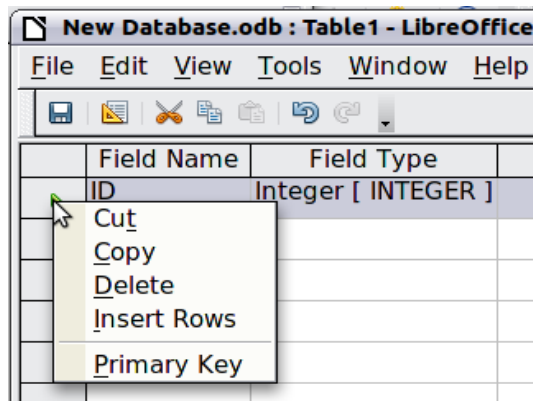 New Database.odb : Table1 - LibreOffice
File Edit View Tools Window Help
Field Name Field Type
ID Integer [ INTEGER ]
Cut
Copy
Delete
Insert Rows
Primary Key